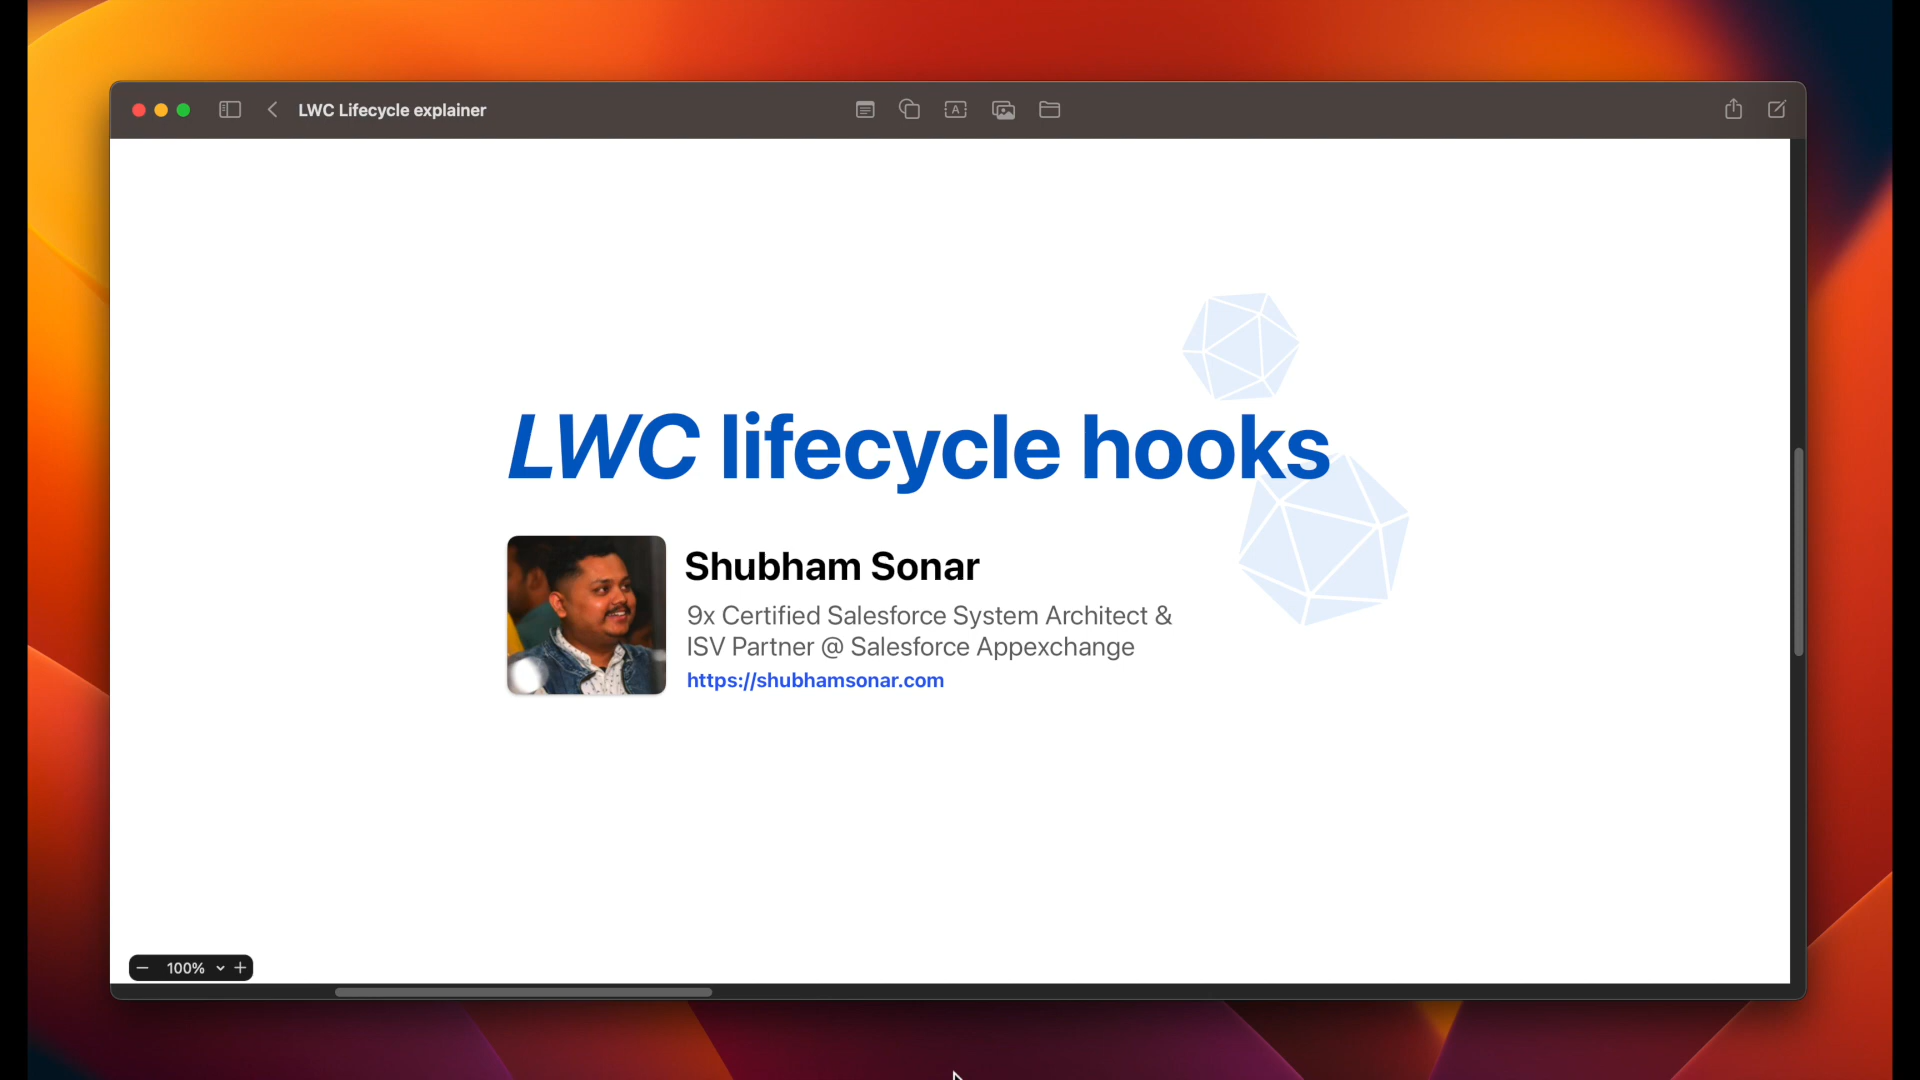 LWC Lifecycle explainer
A
LWC lifecycle hooks
Shubham Sonar
9x Certified Salesforce System Architect &
ISV Partner @ Salesforce Appexchange
https://shubhamsonar.com
100%